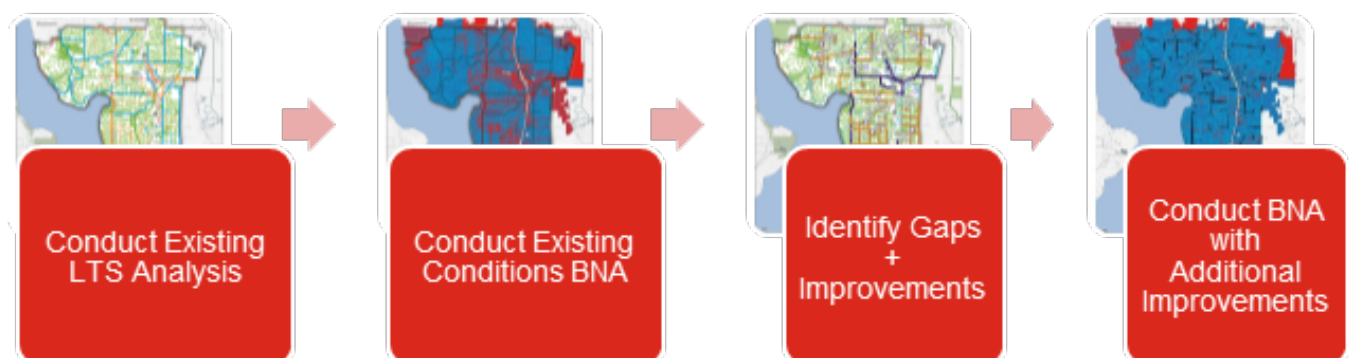 Conduct Existing
LTS Analysis
Conduct Existing
Conditions BNA
Identify Gaps
+
Improvements
Conduct BNA
with
Additional
Improvements